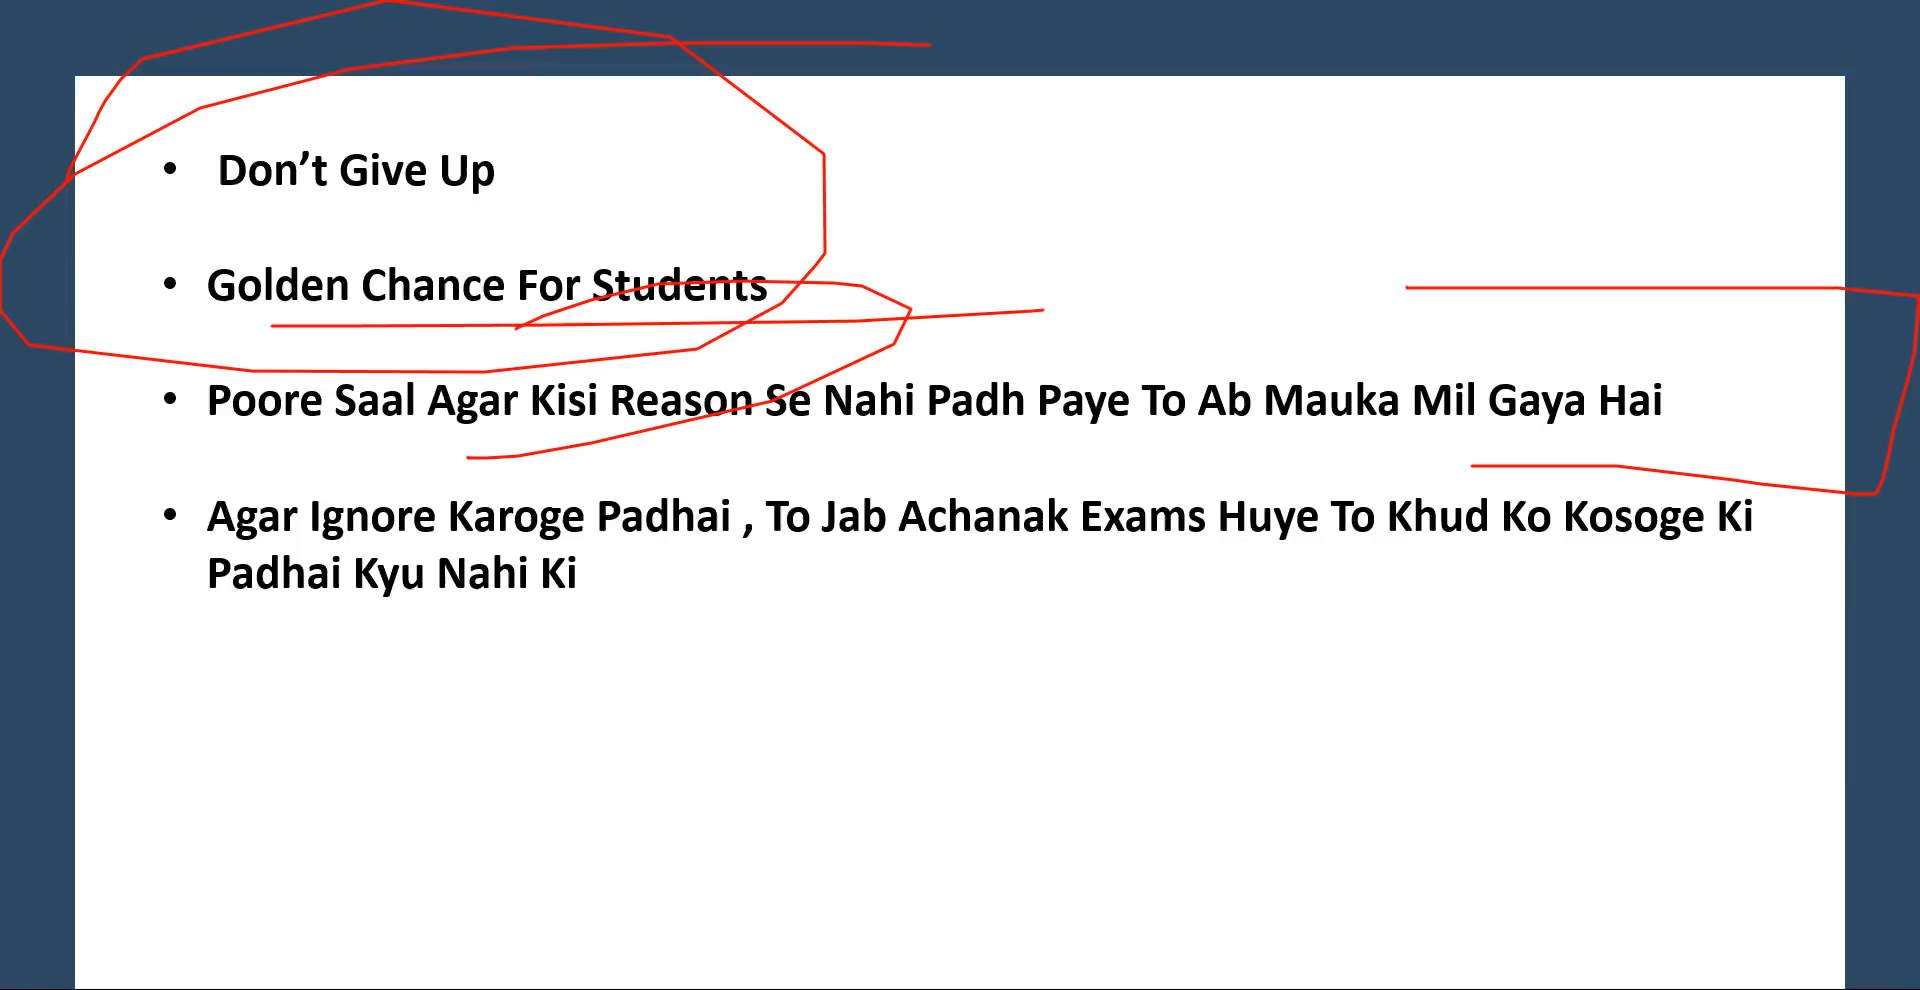 • Don’t Give Up
• Golden Chance For Students
• Poore Saal Agar Kisi Reason Se Nahi Padh Paye To Ab Mauka Mil Gaya Hai
• Agar Ignore Karoge Padhai , To Jab Achanak Exams Huye To Khud Ko Kosoge Ki
Padhai Kyu Nahi Ki